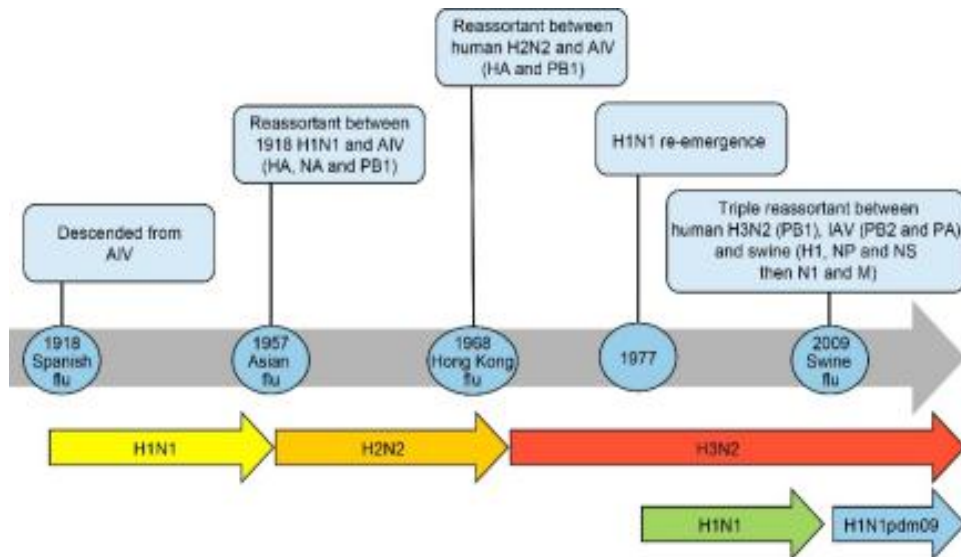 Reassortant between
human H2N2 and AIV
(HA and PB1)
Reassortant between
1918 H1N1 and AIV
(HA, NA and PB1)
H1N1 re-emergence
Descended from
AIV
Triple reassortant between
human H3N2 (PB1), IAV (PB2 and PA)
and swine (H1, NP and NS
then N1 and M)
1918
Spanish
flu
1957
Asian
flu
1968
Hong Kong
flu
1977
2009
Swine
flu
H1N1
H2N2
H3N2
H1N1
H1N1pdm09